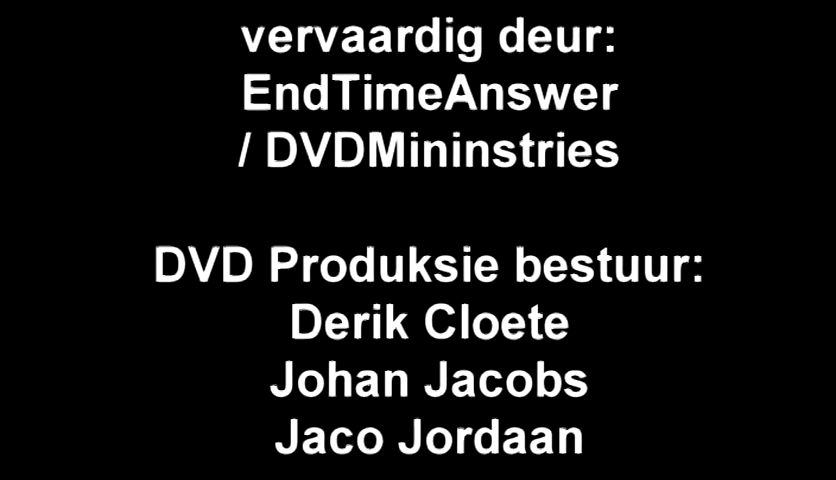 vervaardig deur:
EndTimeAnswer
/ DVDMininstries
DVD Produksie bestuur:
Derik Cloete
Johan Jacobs
Jaco Jordaan